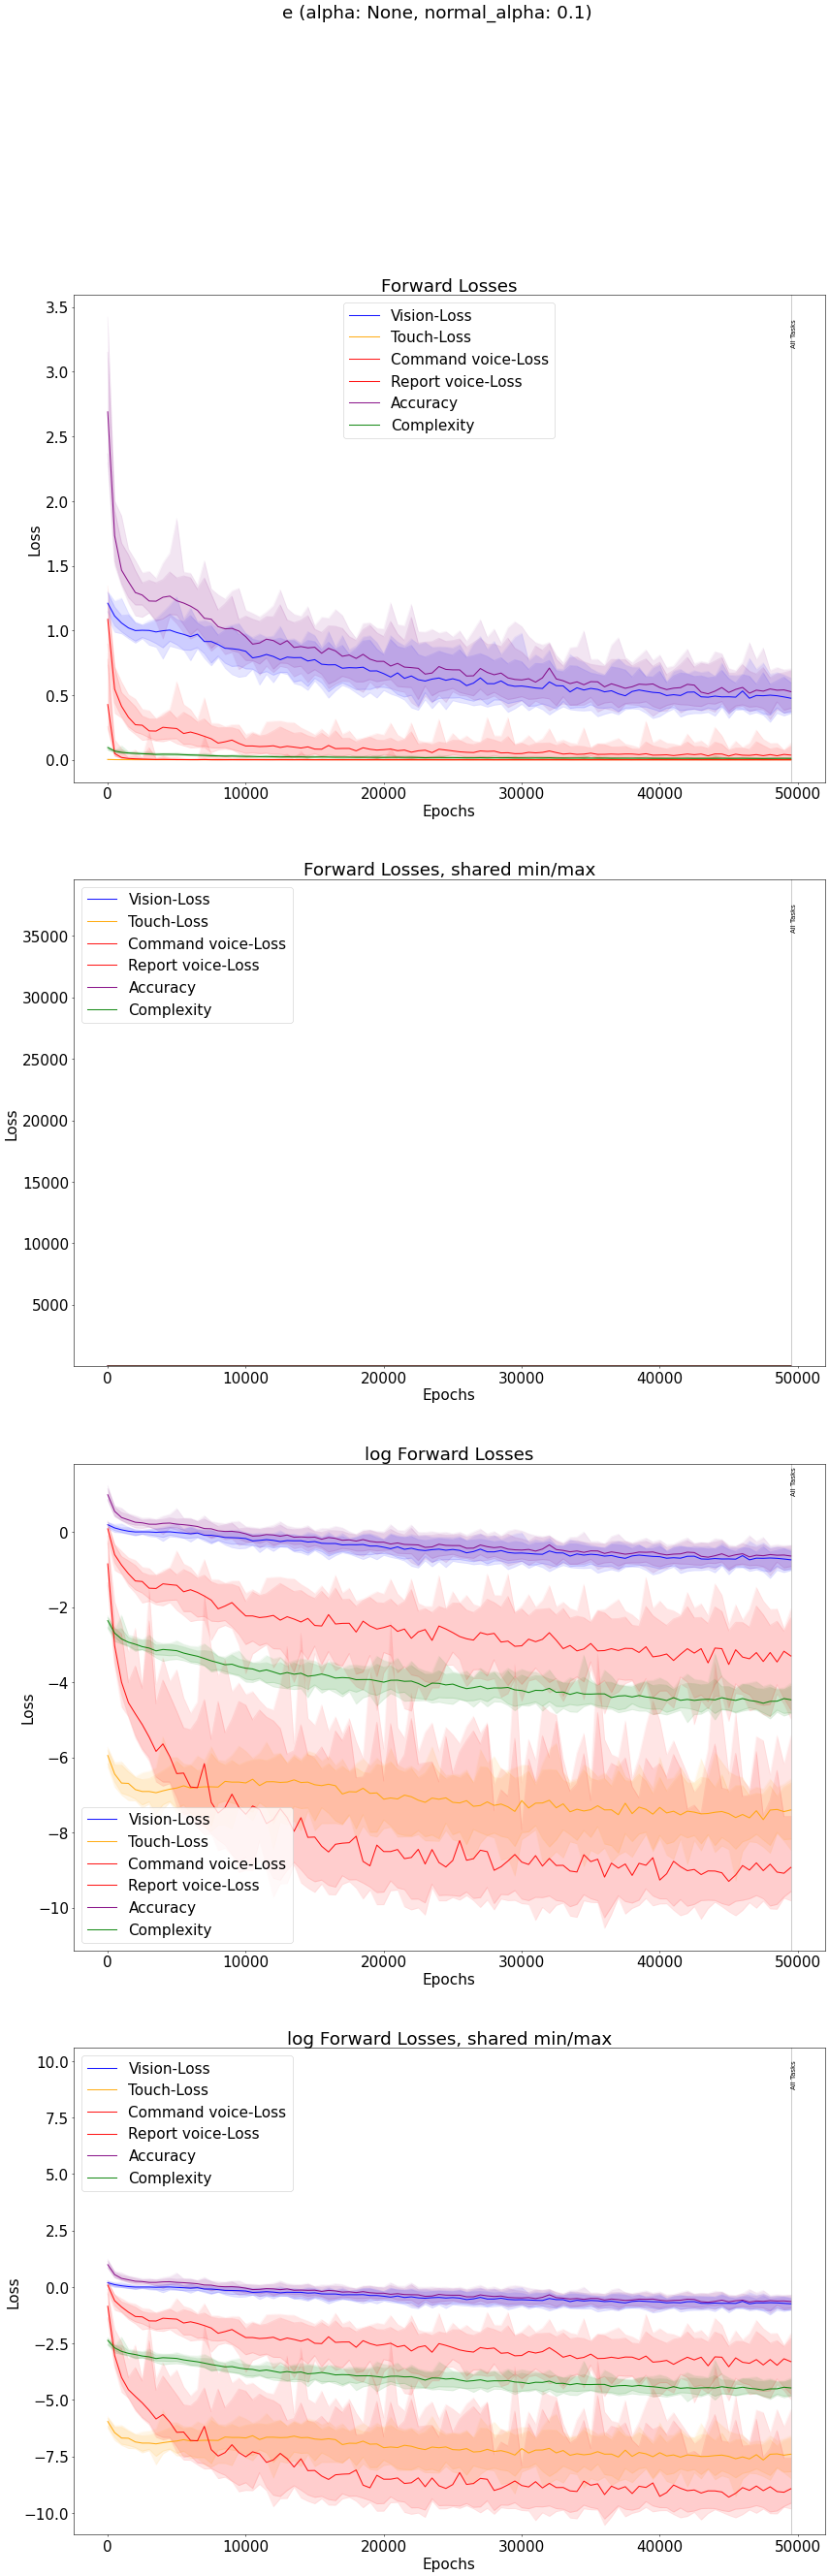 e (alpha: None, normal_alpha: 0.1)
Forward Losses
3.5
3.0
2.5
2.0
1.5
1.0
0.5
0.0
Loss
Vision-Loss
Touch-Loss
Command voice-Loss
Report voice-Loss
Accuracy
Complexity
All Tasks
0 10000 20000 30000 40000 50000
Epochs
Forward Losses, shared min/max
35000
30000
25000
20000
15000
10000
5000
Loss
Vision-Loss
Touch-Loss
Command voice-Loss
Report voice-Loss
Accuracy
Complexity
All Tasks
0 10000 20000 30000 40000 50000
Epochs
log Forward Losses
0
−2
−4
−6
−8
−10
Loss
Vision-Loss
Touch-Loss
Command voice-Loss
Report voice-Loss
Accuracy
Complexity
All Tasks
0 10000 20000 30000 40000 50000
Epochs
log Forward Losses, shared min/max
10.0
7.5
5.0
2.5
0.0
−2.5
−5.0
−7.5
−10.0
Loss
Vision-Loss
Touch-Loss
Command voice-Loss
Report voice-Loss
Accuracy
Complexity
All Tasks
0 10000 20000 30000 40000 50000
Epochs